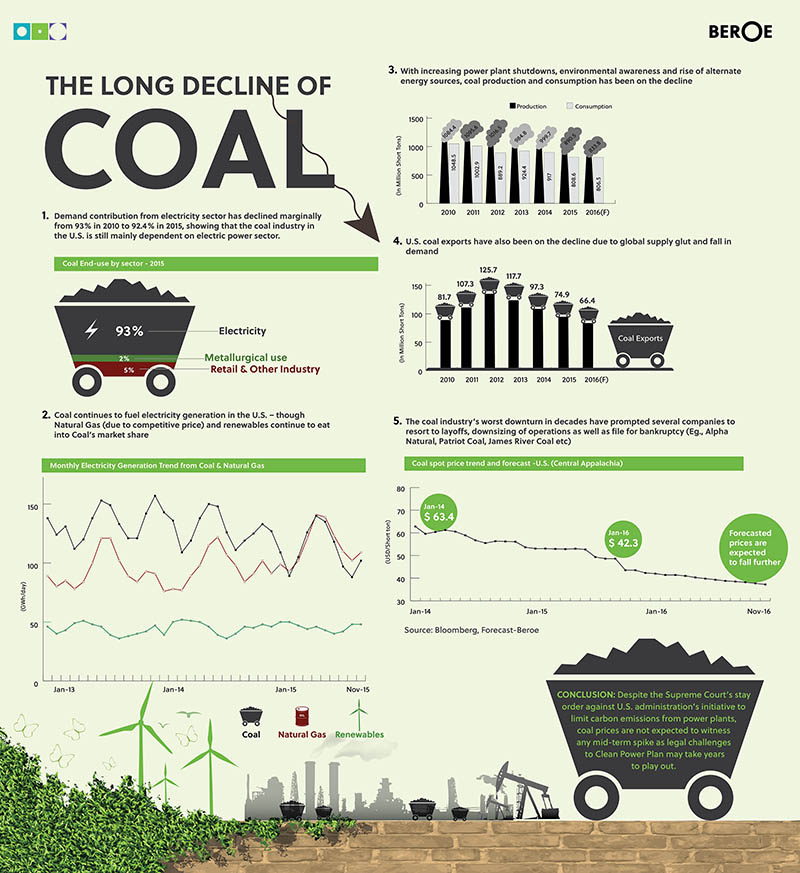 BEROE
THE LONG DECLINE OF
COAL
1. Demand contribution from electricity sector has declined marginally
from 93% in 2010 to 92.4% in 2015, showing that the coal industry in
the U.S. is still mainly dependent on electric power sector.
Coal End-use by sector - 2015
93%
Electricity
2%
Metallurgical use
5%
Retail & Other Industry
2. Coal continues to fuel electricity generation in the U.S. – though
Natural Gas (due to competitive price) and renewables continue to eat
into Coal's market share
Monthly Electricity Generation Trend from Coal & Natural Gas
150
100
50
0
(GWh/day)
Jan-13
Jan-14
Jan-15
Nov-15
Coal
Natural Gas
Renewables
3. With increasing power plant shutdowns, environmental awareness and rise of alternate
energy sources, coal production and consumption has been on the decline
Production
Consumption
1500
1000
500
0
(In Million Short Tons)
1084.4
1048.5
1095.6
1002.9
1016.5
889.2
984.8
924.4
999.7
917
890.5
808.6
833.8
806.5
2010
2011
2012
2013
2014
2015
2016(F)
4. U.S. coal exports have also been on the decline due to global supply glut and fall in
demand
150
100
50
0
(In Million Short Tons)
81.7
107.3
125.7
117.7
97.3
74.9
66.4
2010
2011
2012
2013
2014
2015
2016(F)
Coal Exports
5. The coal industry's worst downturn in decades have prompted several companies to
resort to layoffs, downsizing of operations as well as file for bankruptcy (Eg., Alpha
Natural, Patriot Coal, James River Coal etc)
Coal spot price trend and forecast -U.S. (Central Appalachia)
80
70
60
50
40
30
(USD/Short ton)
Jan-14
$ 63.4
Jan-16
$ 42.3
Forecasted
prices are
expected
to fall further
Jan-14
Jan-15
Jan-16
Nov-16
Source: Bloomberg, Forecast-Beroe
CONCLUSION: Despite the Supreme Court's stay
order against U.S. administration's initiative to
limit carbon emissions from power plants,
coal prices are not expected to witness
any mid-term spike as legal challenges
to Clean Power Plan may take years
to play out.